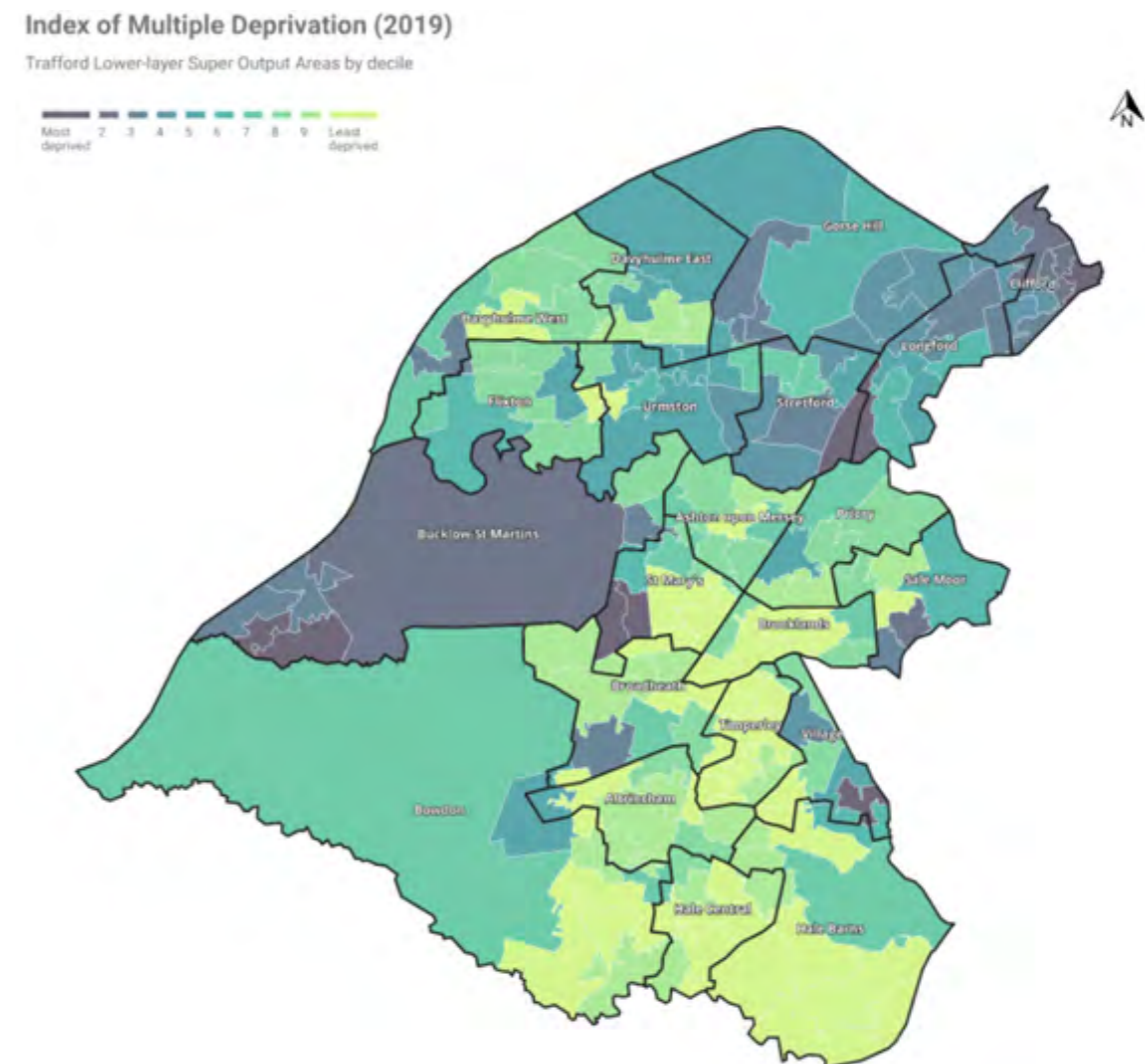 Index of Multiple Deprivation (2019)
Trafford Lower-layer Super Output Areas by decile
Most deprived 2 3 4 5 6 7 8 9 Least deprived
N
Gorse Hill
Davyhulme East
Clifford
Davyhulme West
Longford
Flixton
Urmston
Stretford
Bucklow-St Martins
Ashton upon Mersey
Priory
St Mary's
Sale Moor
Brooklands
Broadheath
Timperley
Village
Altrincham
Bowdon
Hale Central
Hale Barns